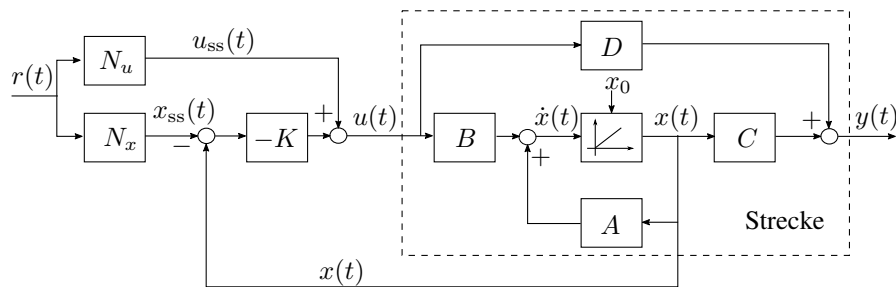 u_ss(t)
N_u
D
r(t)
x_ss(t)
x_0
+
u(t)
ẋ(t)
x(t)
+
y(t)
N_x
−
−K
B
+
C
A
Strecke
x(t)